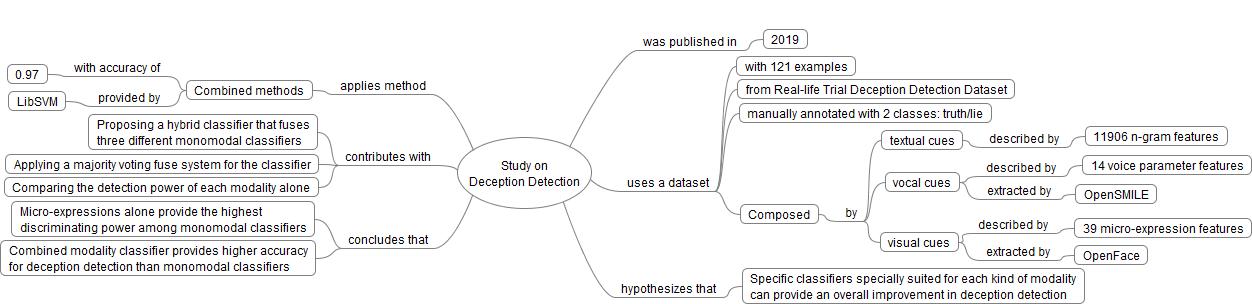 Study on
Deception Detection
was published in
2019
uses a dataset
with 121 examples
from Real-life Trial Deception Detection Dataset
manually annotated with 2 classes: truth/lie
Composed
by
textual cues
described by
11906 n-gram features
vocal cues
described by
14 voice parameter features
extracted by
OpenSMILE
visual cues
described by
39 micro-expression features
extracted by
OpenFace
hypothesizes that
Specific classifiers specially suited for each kind of modality
can provide an overall improvement in deception detection
applies method
Combined methods
with accuracy of
0.97
provided by
LibSVM
contributes with
Proposing a hybrid classifier that fuses
three different monomodal classifiers
Applying a majority voting fuse system for the classifier
Comparing the detection power of each modality alone
concludes that
Micro-expressions alone provide the highest
discriminating power among monomodal classifiers
Combined modality classifier provides higher accuracy
for deception detection than monomodal classifiers